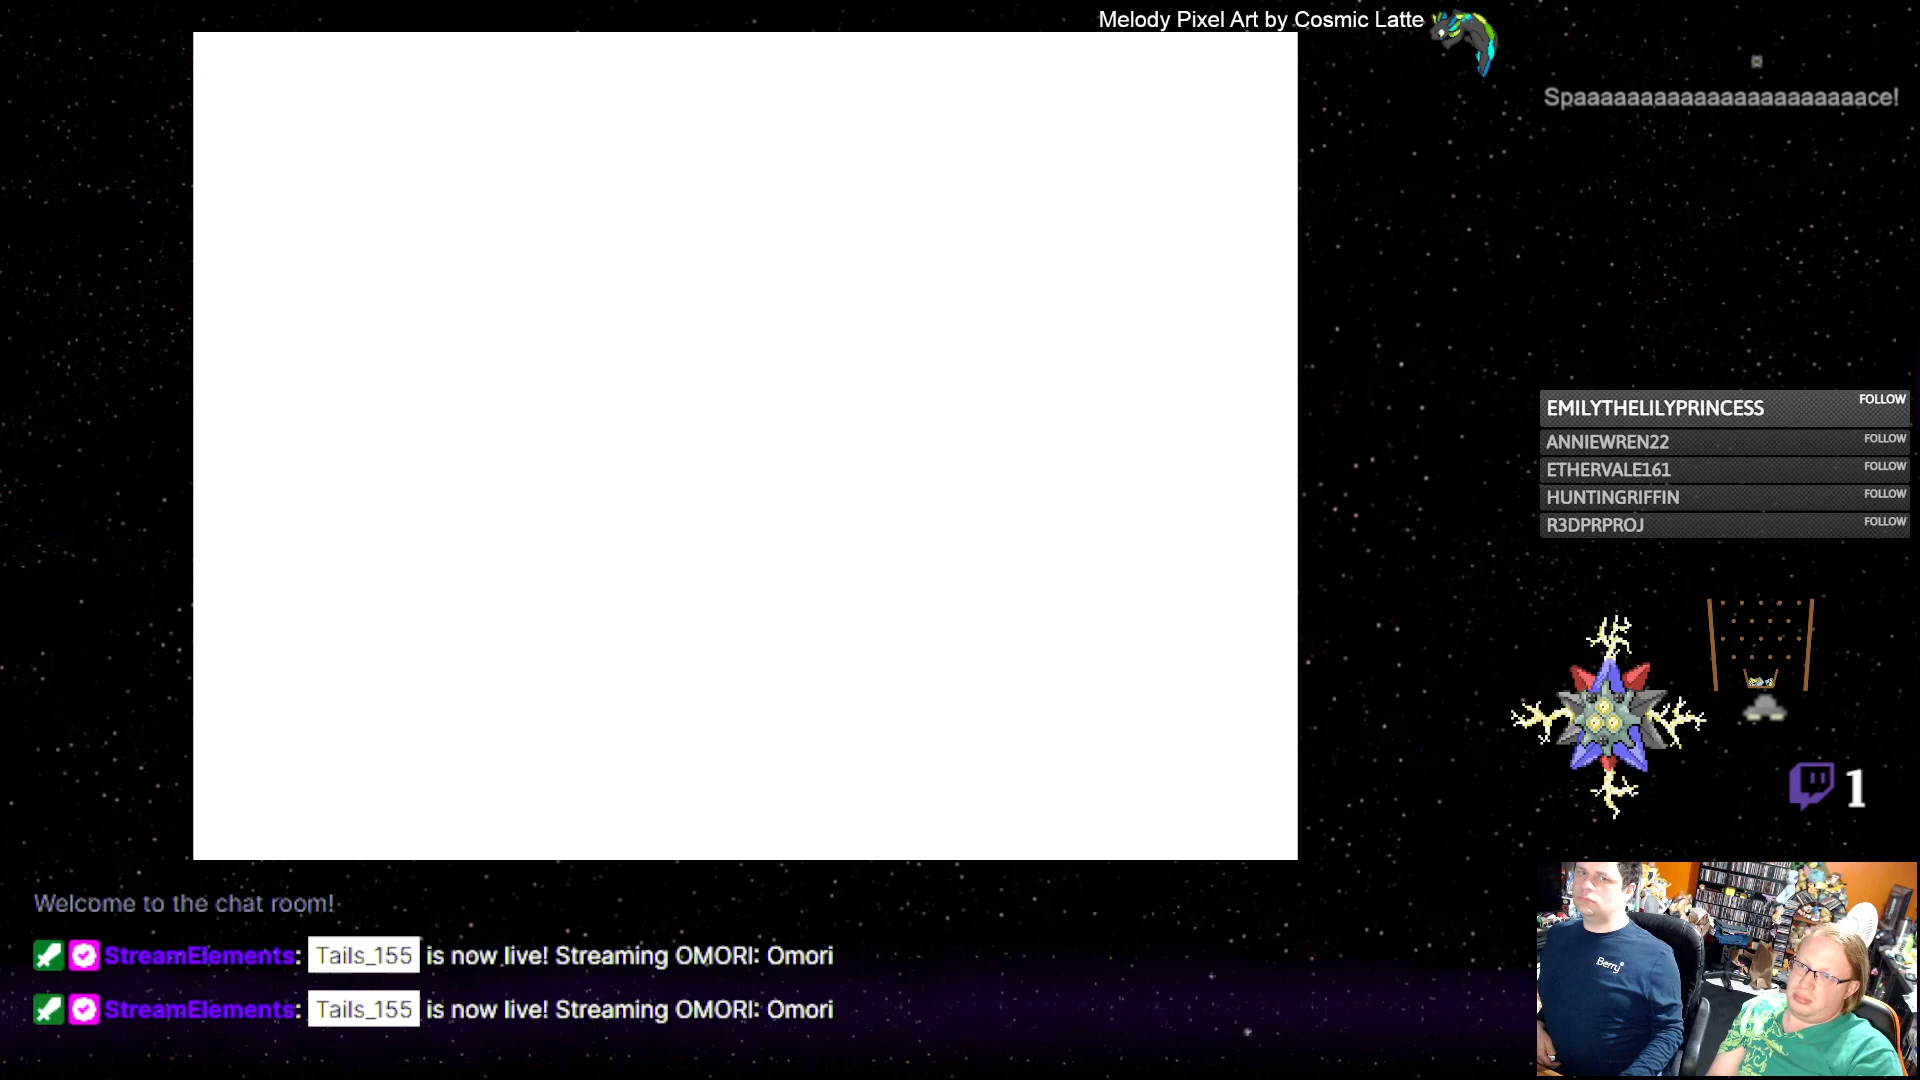 Melody Pixel Art by Cosmic Latte
Spaaaaaaaaaaaaaaaaaaaaaace!
EMILYTHELILYPRINCESS FOLLOW
ANNIEWREN22 FOLLOW
ETHERVALE161 FOLLOW
HUNTINGRIFFIN FOLLOW
R3DPRPROJ FOLLOW
1
Welcome to the chat room!
StreamElements: Tails_155 is now live! Streaming OMORI: Omori
StreamElements: Tails_155 is now live! Streaming OMORI: Omori
Berry